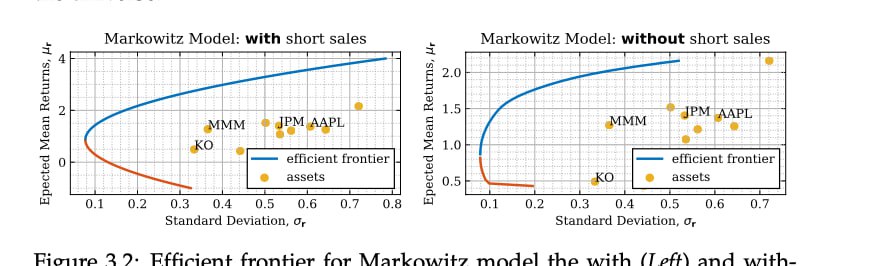 Markowitz Model: with short sales
Epected Mean Returns, μr
4
2
0
MMM
JPM
AAPL
KO
efficient frontier
assets
0.1 0.2 0.3 0.4 0.5 0.6 0.7 0.8
Standard Deviation, σr
Markowitz Model: without short sales
Epected Mean Returns, μr
2.0
1.5
1.0
0.5
MMM
JPM
AAPL
KO
efficient frontier
assets
0.1 0.2 0.3 0.4 0.5 0.6 0.7
Standard Deviation, σr
Figure 3.2: Efficient frontier for Markowitz model the with (Left) and with-